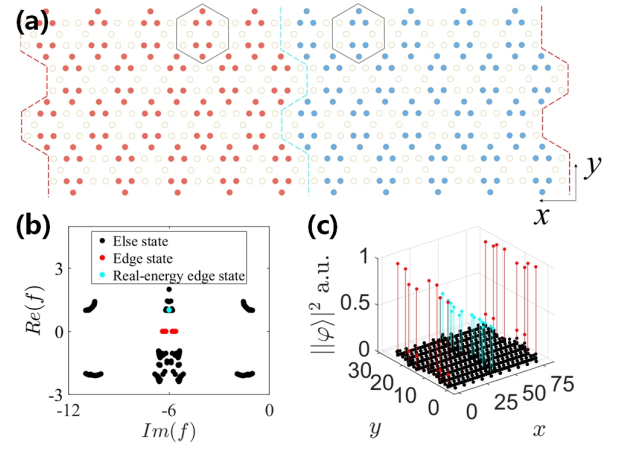 (a)
y
x
(b)
Else state
Edge state
Real-energy edge state
Re(f)
3
0
-3
-12
-6
0
Im(f)
(c)
||φ⟩|² a.u.
1
0.5
0
30
20
10
0
y
0
25
50
75
x